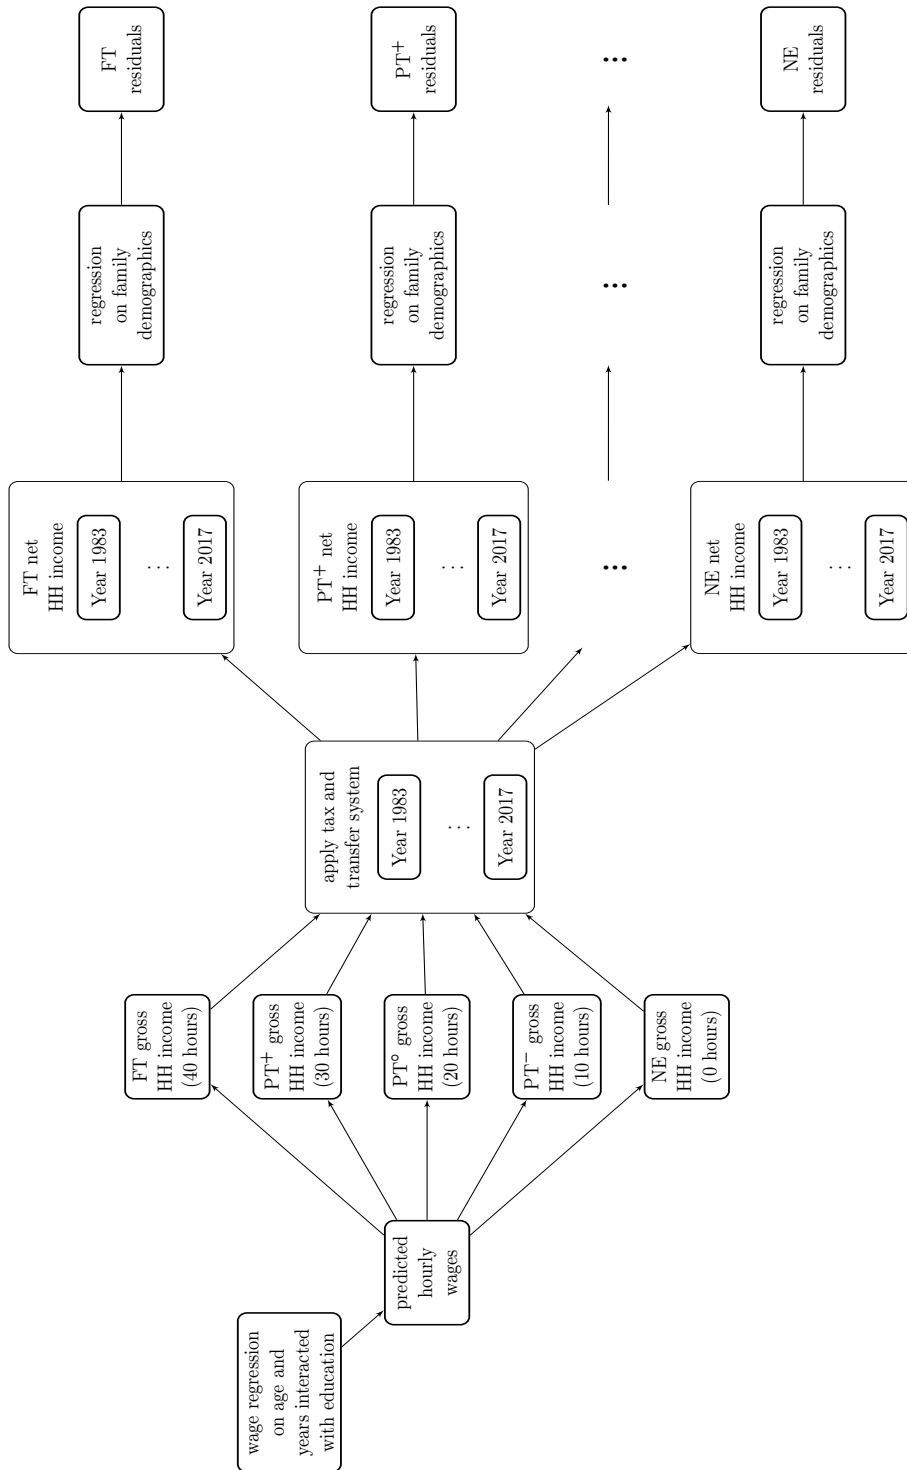 wage regression
on age and
years interacted
with education
predicted
hourly
wages
FT gross
HH income
(40 hours)
PT⁺ gross
HH income
(30 hours)
PT° gross
HH income
(20 hours)
PT⁻ gross
HH income
(10 hours)
NE gross
HH income
(0 hours)
apply tax and
transfer system
Year 1983
⋮
Year 2017
FT net
HH income
Year 1983
⋮
Year 2017
PT⁺ net
HH income
Year 1983
⋮
Year 2017
...
NE net
HH income
Year 1983
⋮
Year 2017
regression
on family
demographics
regression
on family
demographics
...
regression
on family
demographics
FT
residuals
PT⁺
residuals
...
NE
residuals